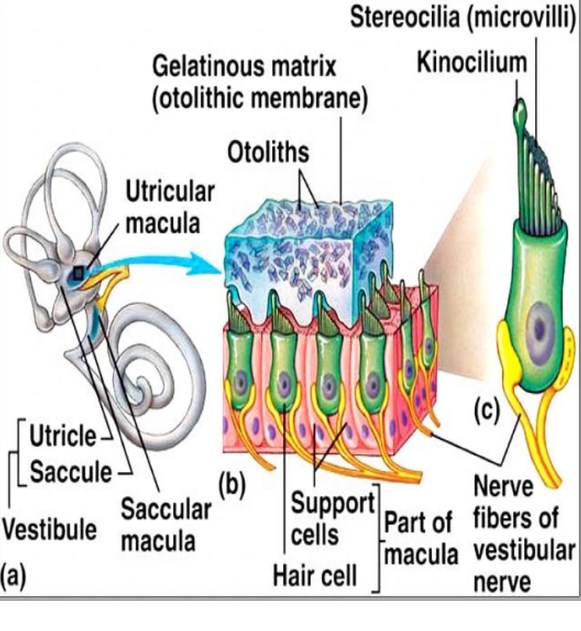 Stereocilia (microvilli)
Kinocilium
Gelatinous matrix
(otolithic membrane)
Otoliths
Utricular
macula
Utricle
Saccule
Vestibule
(a)
Saccular
macula
(b)
Support
cells
Hair cell
Part of
macula
(c)
Nerve
fibers of
vestibular
nerve